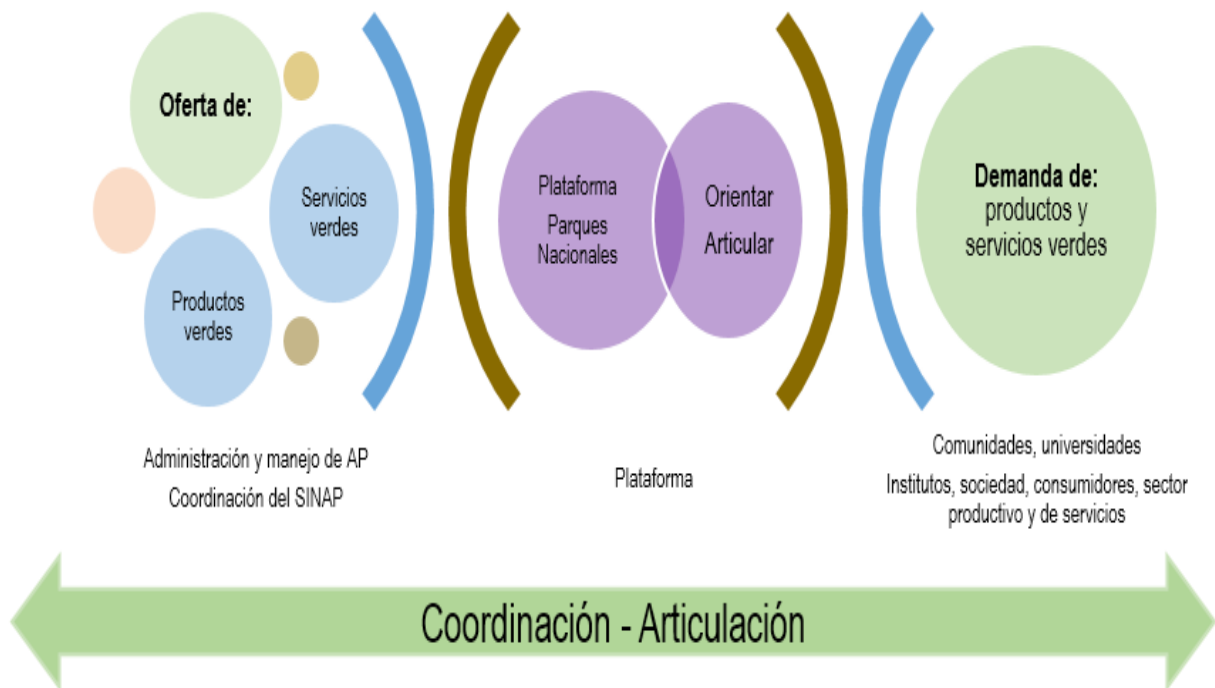 Oferta de:
Servicios
verdes
Productos
verdes
Administración y manejo de AP
Coordinación del SINAP
Plataforma
Parques
Nacionales
Orientar
Articular
Plataforma
Demanda de:
productos y
servicios verdes
Comunidades, universidades
Institutos, sociedad, consumidores, sector
productivo y de servicios
Coordinación - Articulación